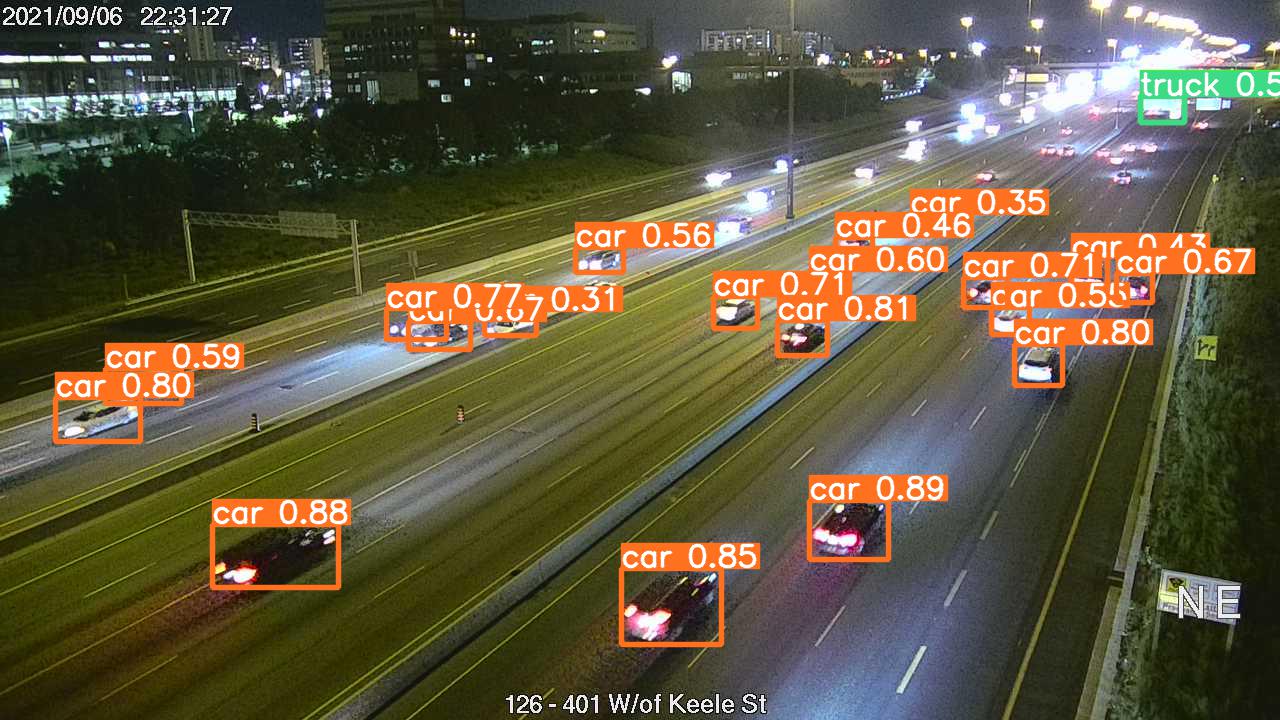 2021/09/06 22:31:27
truck 0.5
car 0.35
car 0.46
car 0.56
car 0.43
car 0.60
car 0.67
car 0.71
car 0.71
car 0.77
0.31
car 0.55
car 0.67
car 0.81
car 0.80
car 0.59
car 0.80
car 0.89
car 0.88
car 0.85
NE
126 - 401 W/of Keele St